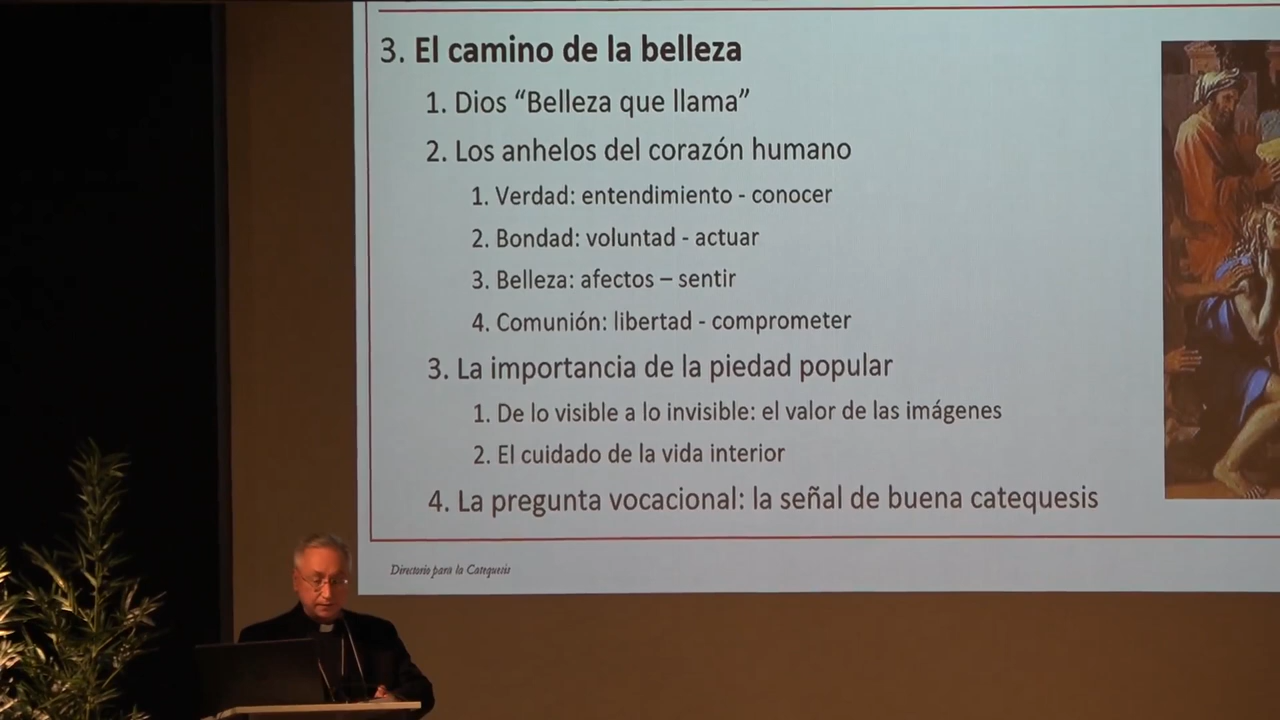 3. El camino de la belleza
1. Dios “Belleza que llama”
2. Los anhelos del corazón humano
1. Verdad: entendimiento - conocer
2. Bondad: voluntad - actuar
3. Belleza: afectos – sentir
4. Comunión: libertad - comprometer
3. La importancia de la piedad popular
1. De lo visible a lo invisible: el valor de las imágenes
2. El cuidado de la vida interior
4. La pregunta vocacional: la señal de buena catequesis
Directorio para la Catequesis